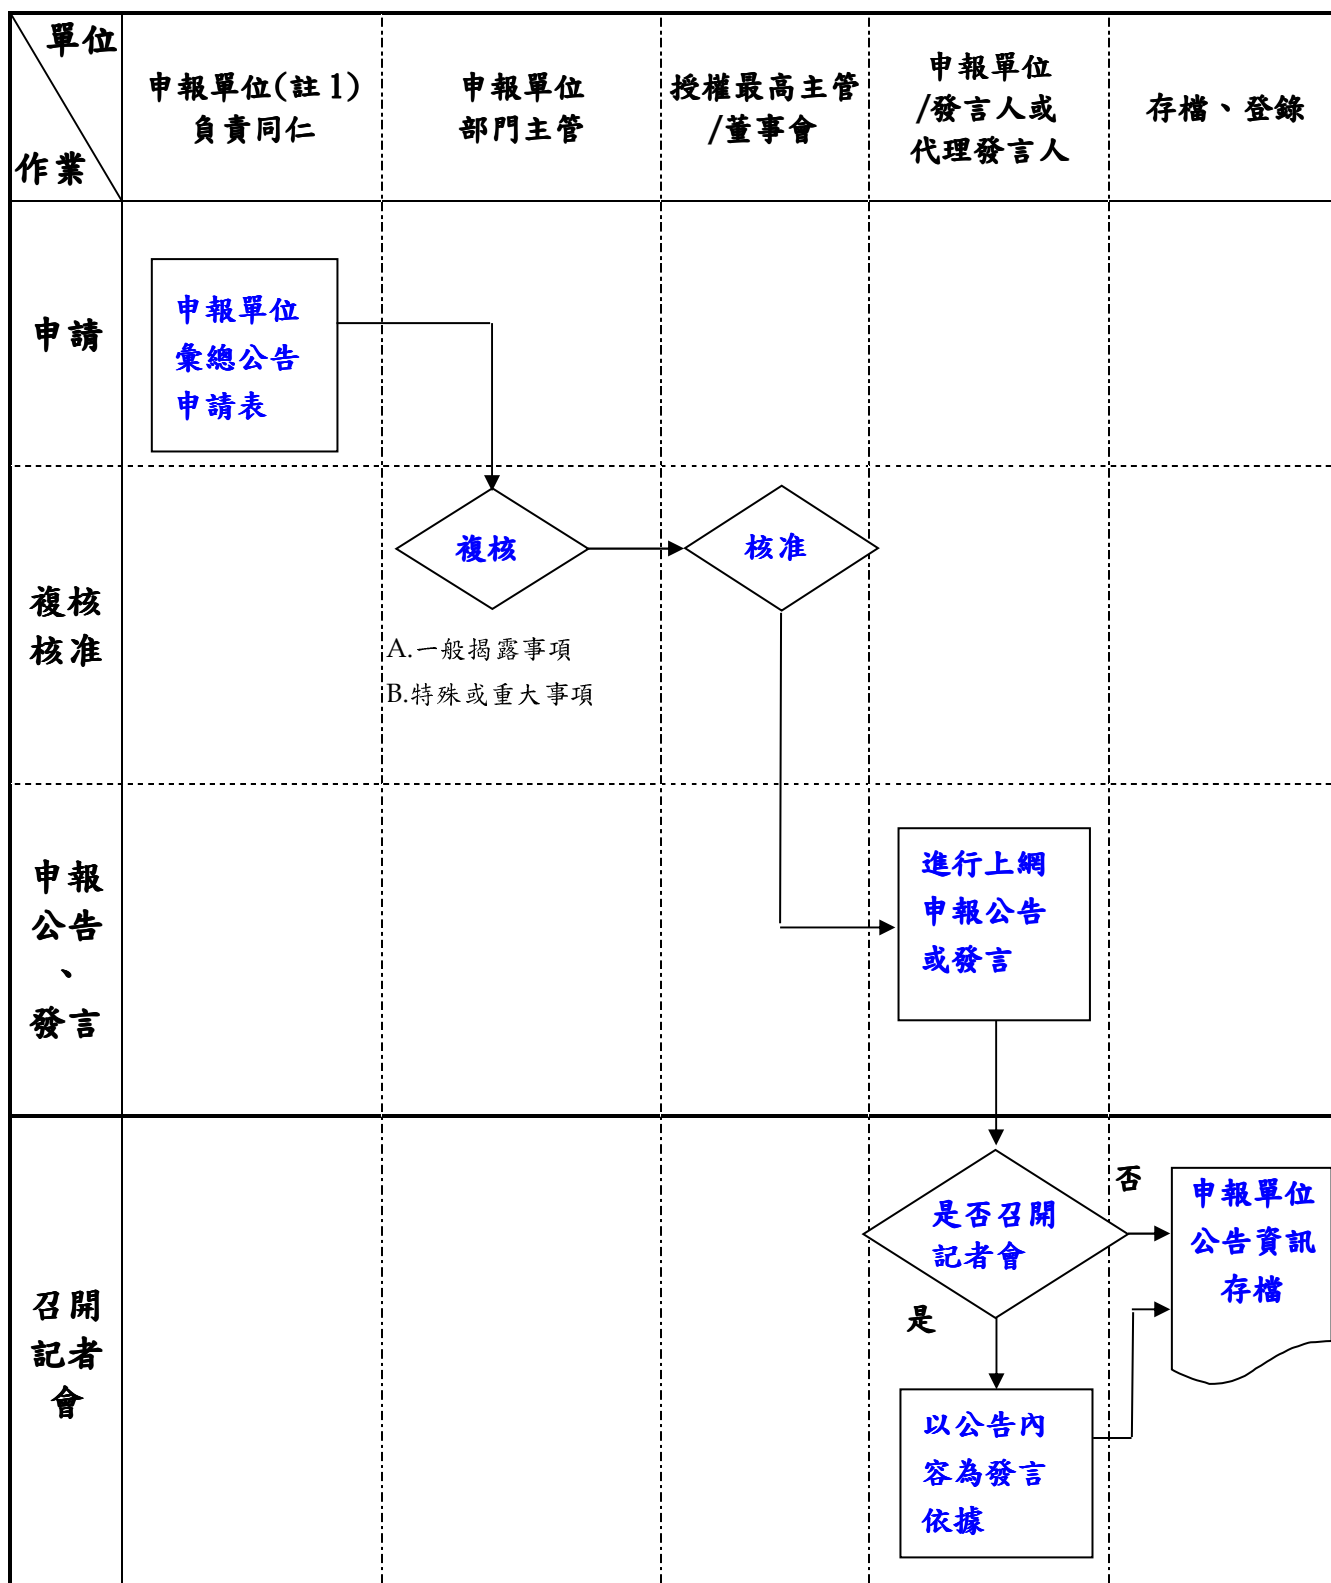 單位
作業
申報單位(註 1)
負責同仁
申報單位
部門主管
授權最高主管
/董事會
申報單位
/發言人或
代理發言人
存檔、登錄
申請
申報單位
彙總公告
申請表
複核
核准
複核
核准
A.一般揭露事項
B.特殊或重大事項
申報
公告
、
發言
進行上網
申報公告
或發言
召開
記者
會
是否召開
記者會
否
是
申報單位
公告資訊
存檔
以公告內
容為發言
依據